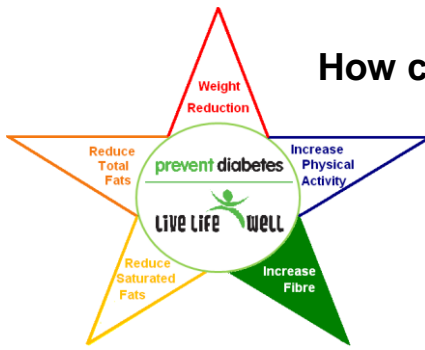 How c
Weight
Reduction
Reduce
Total
Fats
prevent diabetes
Increase
Physical
Activity
LiVE LiFE WELL
Reduce
Saturated
Fats
Increase
Fibre